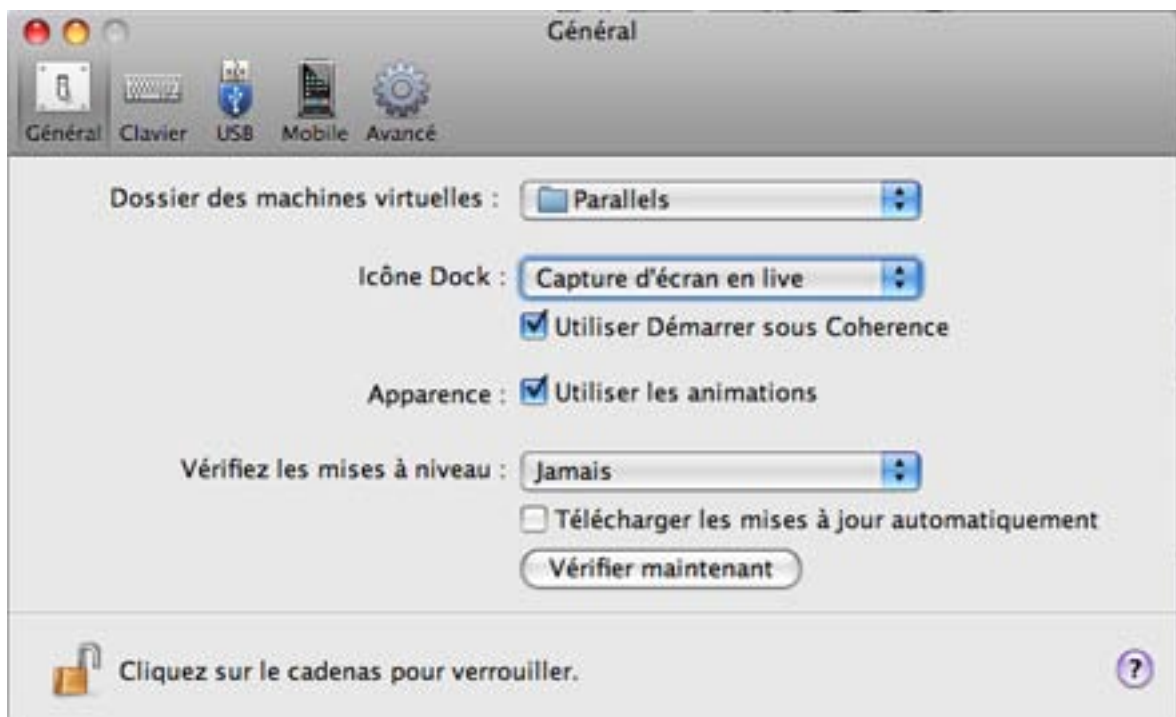 Général
Général Clavier USB Mobile Avancé
Dossier des machines virtuelles : Parallels
Icône Dock : Capture d'écran en live
Utiliser Démarrer sous Coherence
Apparence : Utiliser les animations
Vérifiez les mises à niveau : Jamais
Télécharger les mises à jour automatiquement
Vérifier maintenant
Cliquez sur le cadenas pour verrouiller.
?